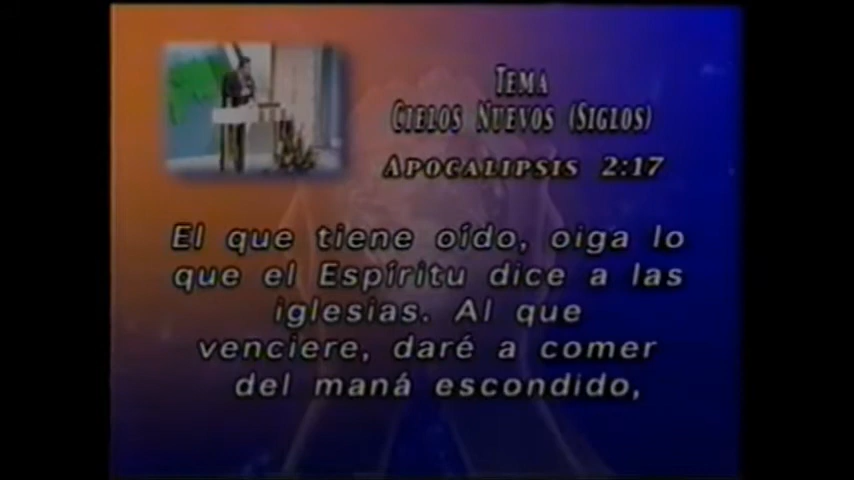 TEMA
CIELOS NUEVOS (SIGLOS)
APOCALIPSIS 2:17
El que tiene oído, oiga lo
que el Espíritu dice a las
iglesias. Al que
venciere, daré a comer
del maná escondido,